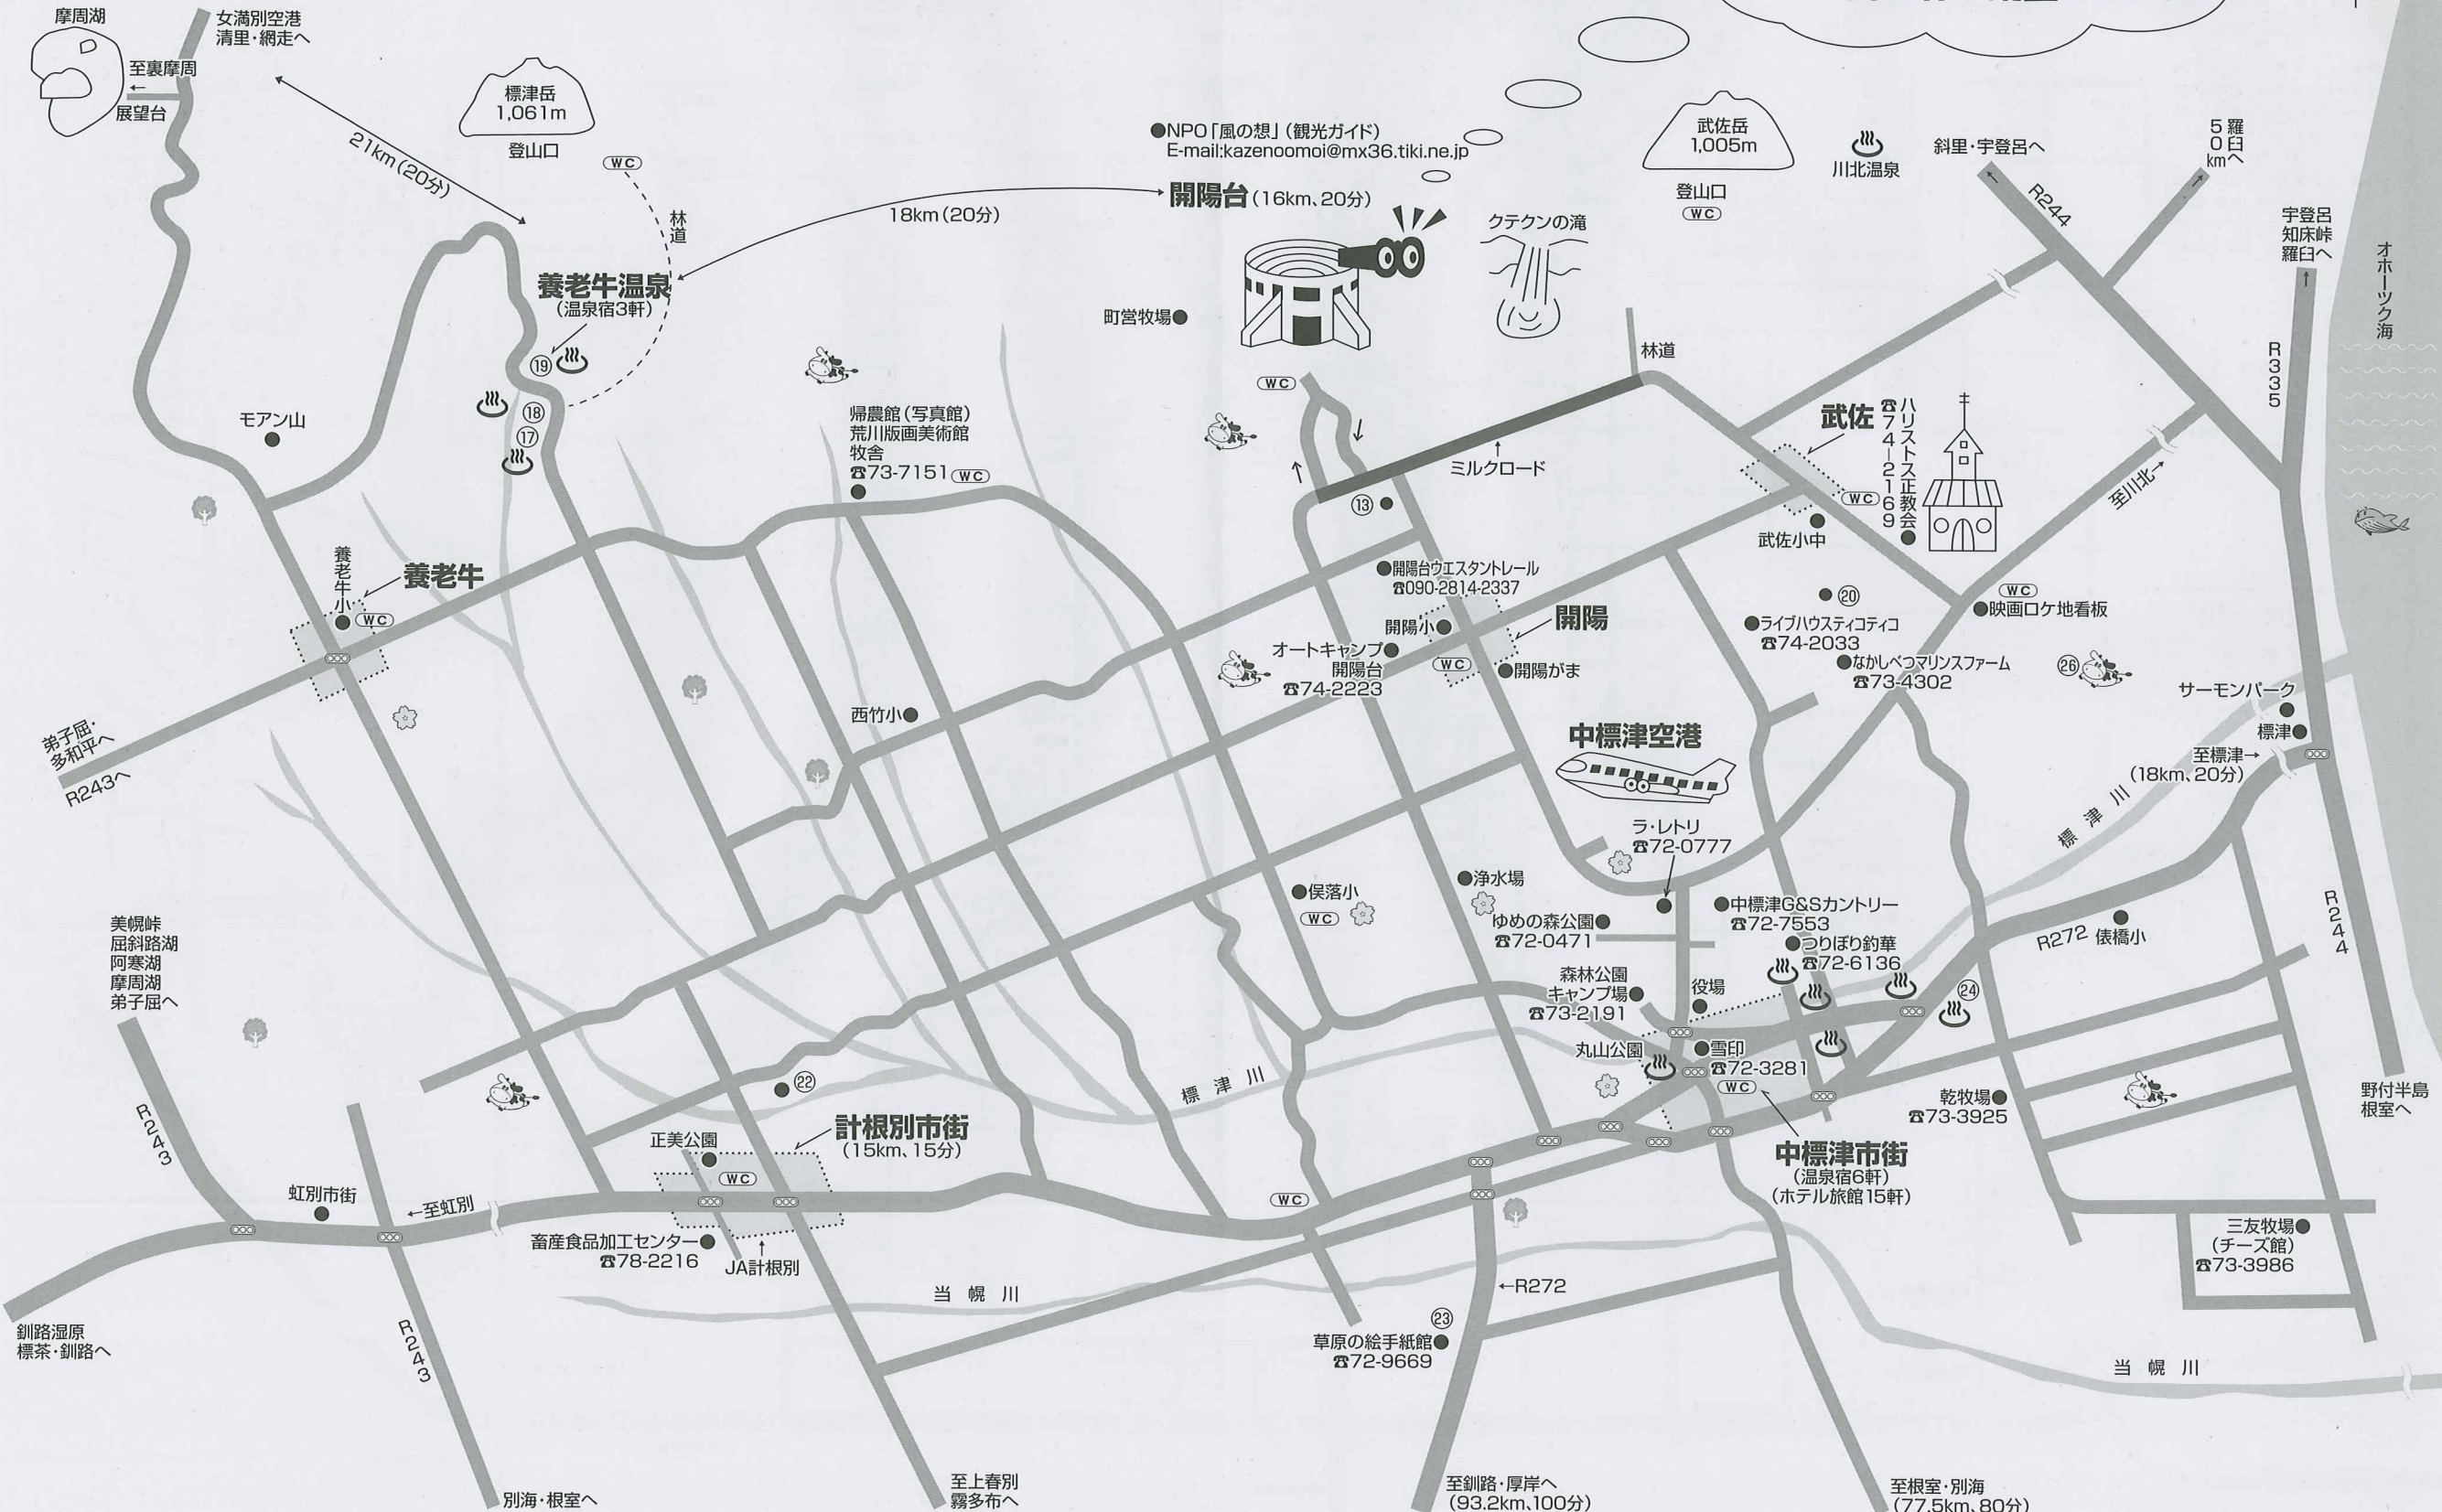 摩周湖
女満別空港
清里・網走へ
至裏摩周
←
展望台
21km(20分)
標津岳
1,061m
登山口
WC
林道
18km(20分)
●NPO「風の想」(観光ガイド)
E-mail:kazenoomoi@mx36.tiki.ne.jp
開陽台(16km、20分)
クテクンの滝
武佐岳
1,005m
登山口
WC
川北温泉
斜里・宇登呂へ
R244
羅臼へ
50km
宇登呂
知床峠
羅臼へ
オホーツク海
R335
養老牛温泉
(温泉宿3軒)
⑲
⑱
⑰
モアン山
町営牧場●
帰農館(写真館)
荒川版画美術館
牧舎
☎73-7151 WC
WC
林道
ミルクロード
⑬
武佐
ハリストス正教会
☎74-2169
WC
武佐小中
至川北→
養老牛小
WC
養老牛
●開陽台ウエスタントレール
☎090-2814-2337
開陽小●
開陽
オートキャンプ●
開陽台
☎74-2223
WC
●開陽がま
⑳
WC
●映画ロケ地看板
●ライブハウスティコティコ
☎74-2033
●なかしべつマリンスファーム
☎73-4302
㉖
サーモンパーク
標津●
至標津→
(18km、20分)
西竹小●
弟子屈・
多和平へ
R243へ
中標津空港
標津川
ラ・レトリ
☎72-0777
●俣落小
WC
●浄水場
ゆめの森公園●
☎72-0471
●中標津G&Sカントリー
☎72-7553
●つりぼり釣華
☎72-6136
R272
俵橋小
R244
美幌峠
屈斜路湖
阿寒湖
摩周湖
弟子屈へ
森林公園
キャンプ場●
☎73-2191
役場
㉔
丸山公園
●雪印
☎72-3281
WC
標津川
㉒
計根別市街
(15km、15分)
正美公園
WC
乾牧場●
☎73-3925
野付半島
根室へ
中標津市街
(温泉宿6軒)
(ホテル旅館15軒)
R243
虹別市街
←至虹別
WC
畜産食品加工センター●
☎78-2216
JA計根別
三友牧場●
(チーズ館)
☎73-3986
当幌川
←R272
㉓
草原の絵手紙館●
☎72-9669
釧路湿原
標茶・釧路へ
R243
当幌川
別海・根室へ
至上春別
霧多布へ
至釧路・厚岸へ
(93.2km、100分)
至根室・別海
(77.5km、80分)